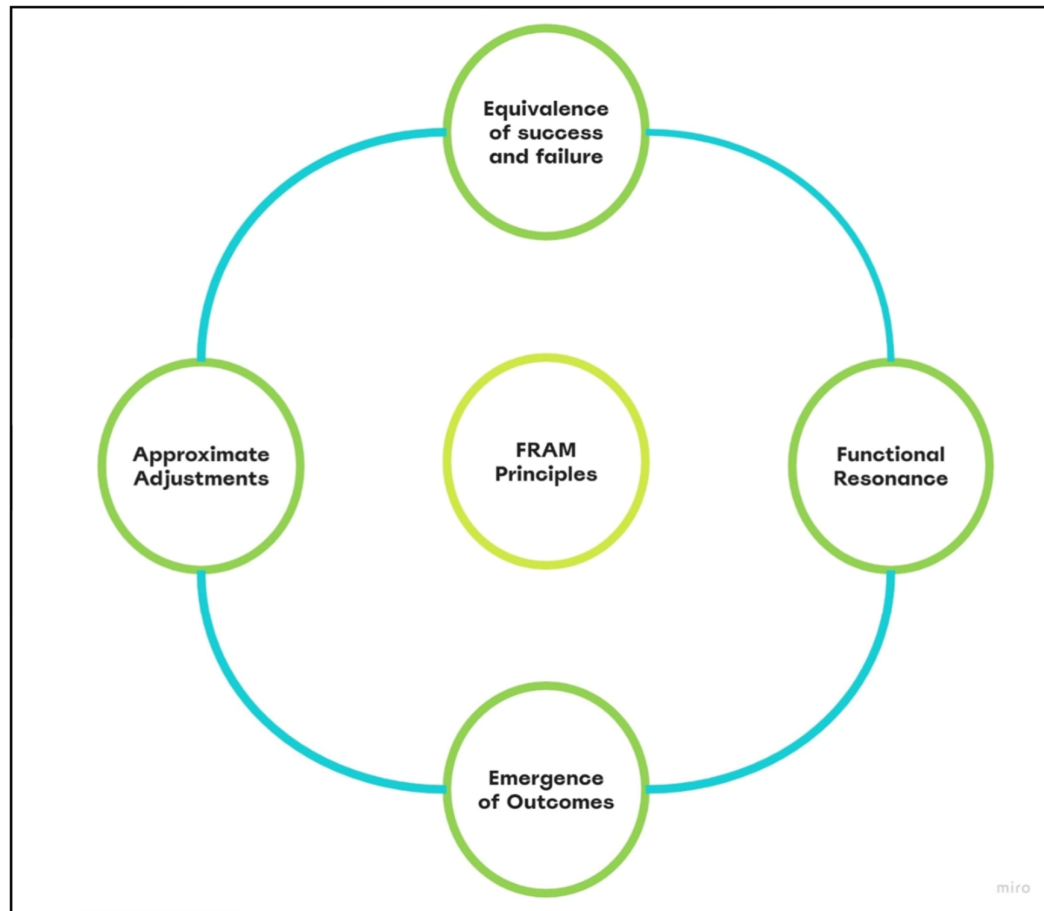 Equivalence
of success
and failure
Approximate
Adjustments
FRAM
Principles
Functional
Resonance
Emergence
of Outcomes
miro